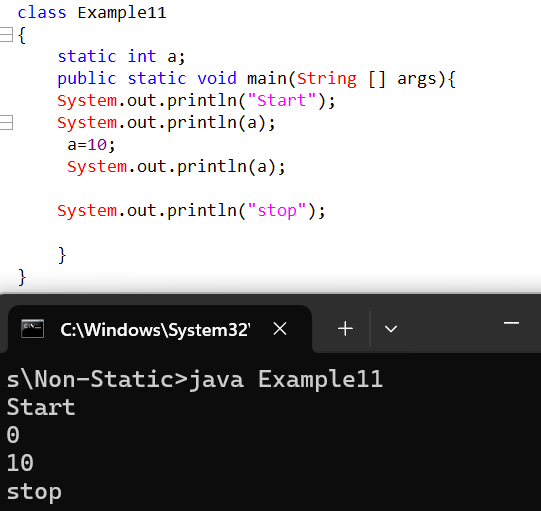 class Example11
{
static int a;
public static void main(String [] args){
System.out.println("Start");
System.out.println(a);
a=10;
System.out.println(a);
System.out.println("stop");
}
}
C:\Windows\System32\
s\Non-Static>java Example11
Start
0
10
stop